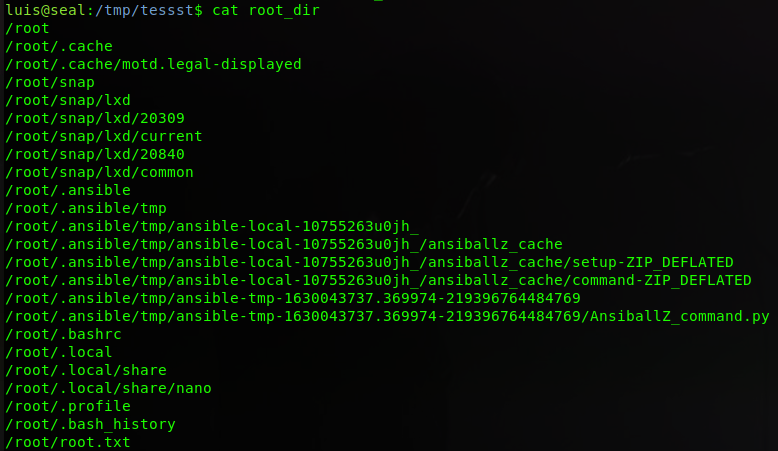 luis@seal:/tmp/tessst$ cat root_dir
/root
/root/.cache
/root/.cache/motd.legal-displayed
/root/snap
/root/snap/lxd
/root/snap/lxd/20309
/root/snap/lxd/current
/root/snap/lxd/20840
/root/snap/lxd/common
/root/.ansible
/root/.ansible/tmp
/root/.ansible/tmp/ansible-local-10755263u0jh_
/root/.ansible/tmp/ansible-local-10755263u0jh_/ansiballz_cache
/root/.ansible/tmp/ansible-local-10755263u0jh_/ansiballz_cache/setup-ZIP_DEFLATED
/root/.ansible/tmp/ansible-local-10755263u0jh_/ansiballz_cache/command-ZIP_DEFLATED
/root/.ansible/tmp/ansible-tmp-1630043737.369974-219396764484769
/root/.ansible/tmp/ansible-tmp-1630043737.369974-219396764484769/AnsiballZ_command.py
/root/.bashrc
/root/.local
/root/.local/share
/root/.local/share/nano
/root/.profile
/root/.bash_history
/root/root.txt